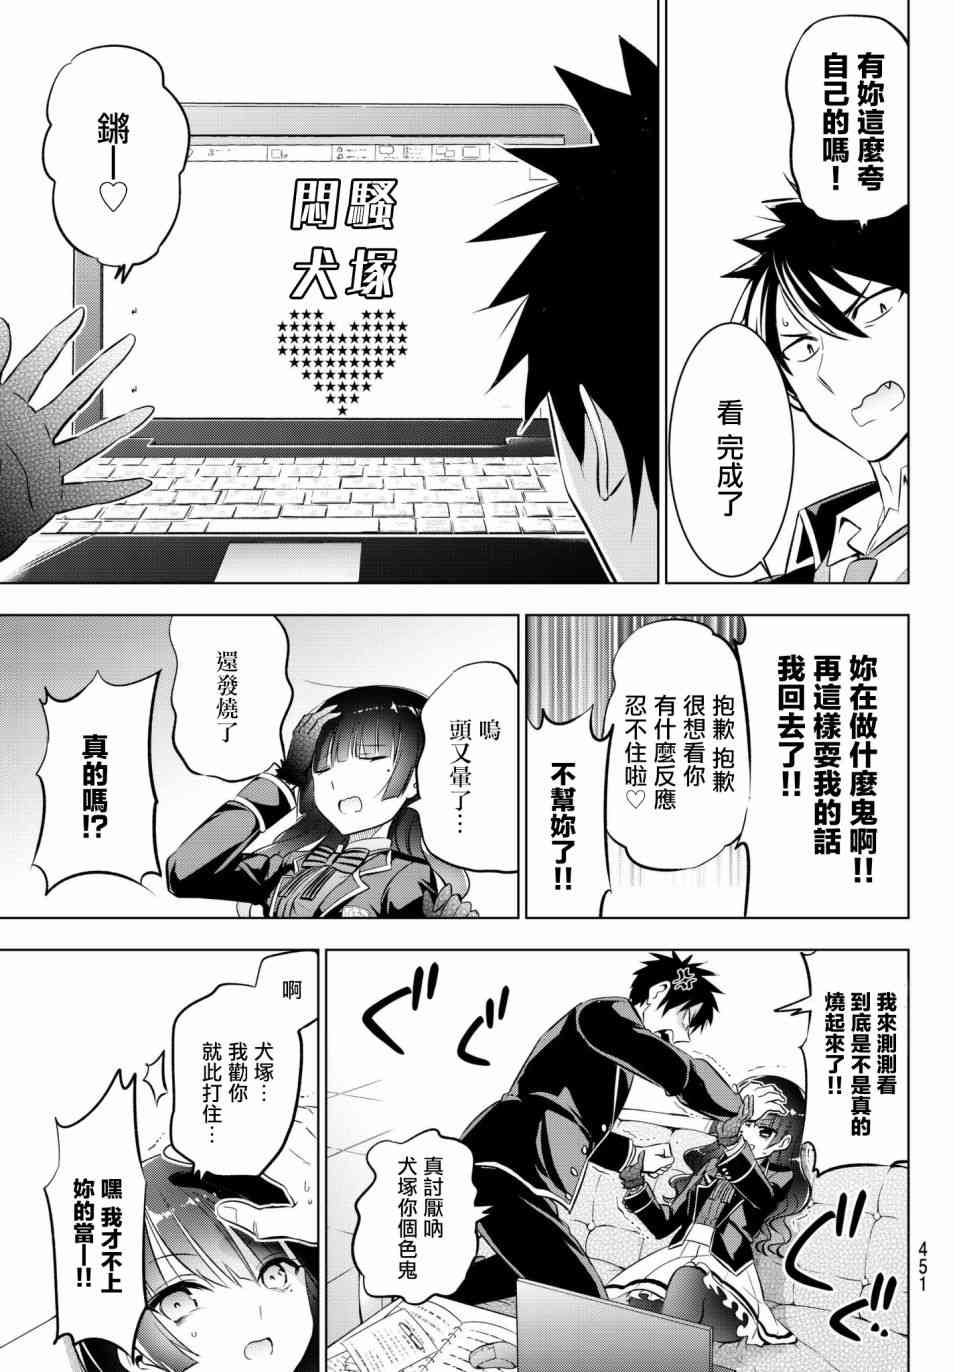 有妳這麼夸
自己的嗎！
看 完成了
鏘ー♡
悶騷
犬塚
妳在做什麼鬼啊!!
再這樣耍我的話
我回去了!!
抱歉 抱歉
很想看你
有什麼反應
忍不住啦♡
不幫妳了!!
嗚
頭又暈了…
還發燒了
真的嗎!?
我來測測看
到底是不是真的
燒起來了!!
真討厭吶
犬塚你個色鬼
ぐぐ
ぐぐ
啊
犬塚…
我勸你
就此打住…
嘿 我才不上
妳的當ー!!
451